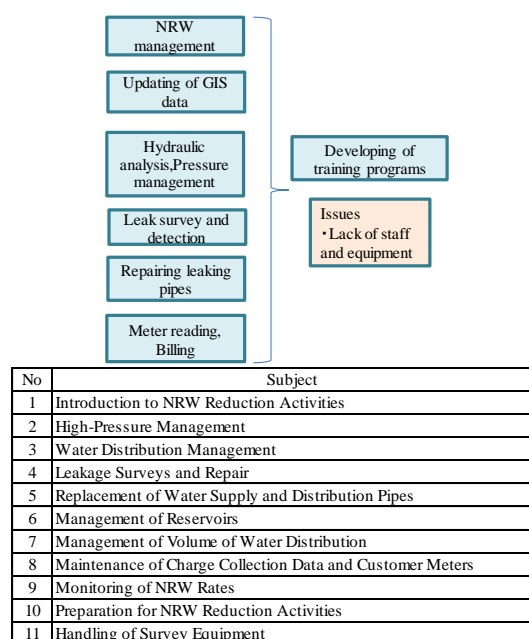 NRW
management
Updating of GIS
data
Hydraulic
analysis,Pressure
management
Leak survey and
detection
Repairing leaking
pipes
Meter reading,
Billing
Developing of
training programs
Issues
・Lack of staff
and equipment
No Subject
1 Introduction to NRW Reduction Activities
2 High-Pressure Management
3 Water Distribution Management
4 Leakage Surveys and Repair
5 Replacement of Water Supply and Distribution Pipes
6 Management of Reservoirs
7 Management of Volume of Water Distribution
8 Maintenance of Charge Collection Data and Customer Meters
9 Monitoring of NRW Rates
10 Preparation for NRW Reduction Activities
11 Handling of Survey Equipment